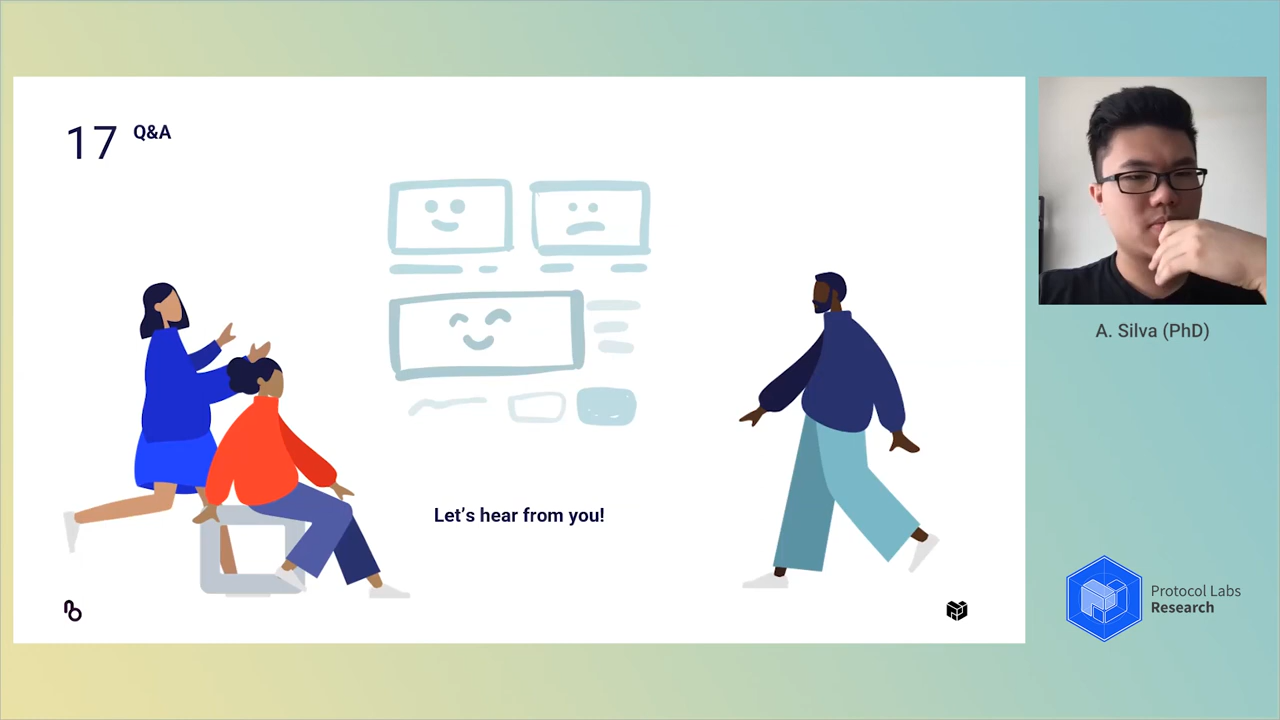 17 Q&A
Let's hear from you!
A. Silva (PhD)
Protocol Labs
Research